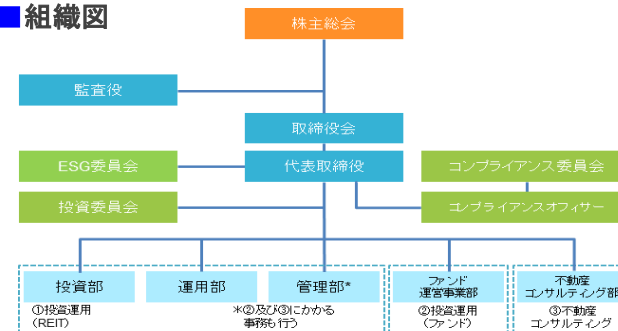 ■組織図
株主総会
監査役
取締役会
ESG委員会
代表取締役
コンプライアンス委員会
投資委員会
コンプライアンスオフィサー
投資部
運用部
管理部*
ファンド
運営事業部
不動産
コンサルティング部
①投資運用
(REIT)
※②及び③にかかる
事務も行う
②投資運用
(ファンド)
③不動産
コンサルティング